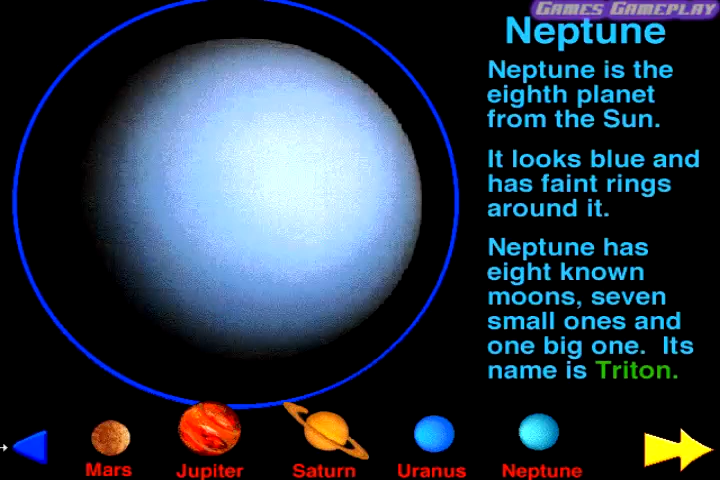 GAMES GAMEPLAY
Neptune
Neptune is the
eighth planet
from the Sun.
It looks blue and
has faint rings
around it.
Neptune has
eight known
moons, seven
small ones and
one big one. Its
name is Triton.
Mars Jupiter Saturn Uranus Neptune